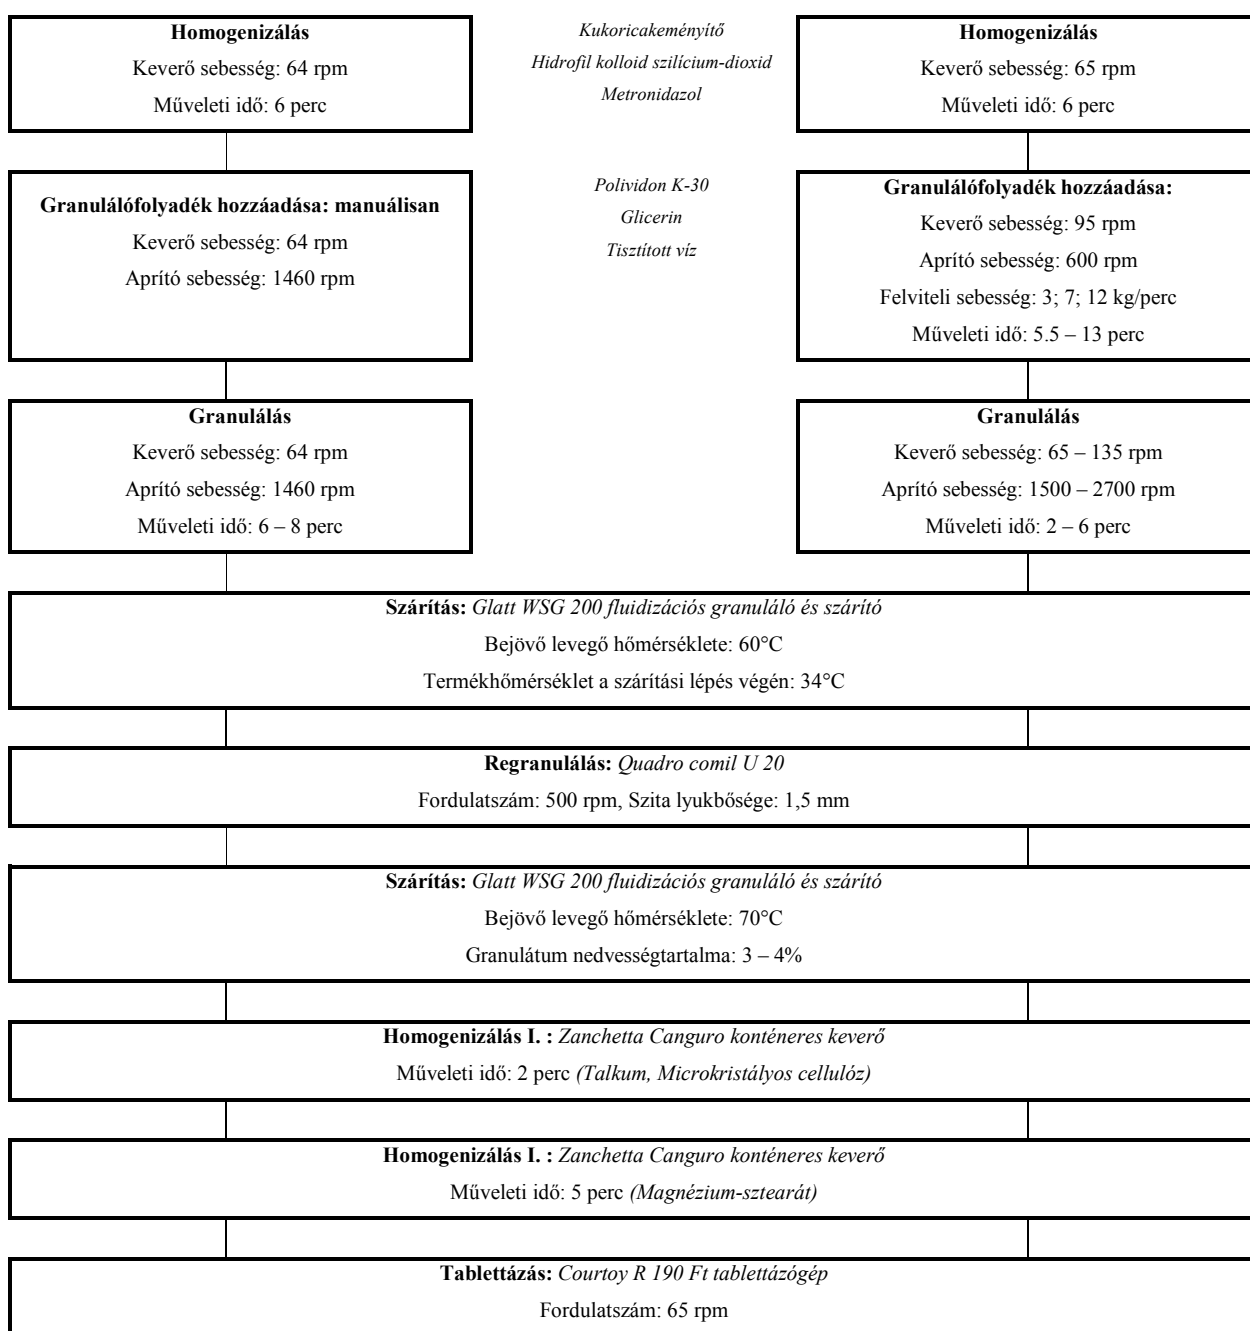 Homogenizálás
Keverő sebesség: 64 rpm
Műveleti idő: 6 perc
Kukoricakeményítő
Hidrofil kolloid szilícium-dioxid
Metronidazol
Homogenizálás
Keverő sebesség: 65 rpm
Műveleti idő: 6 perc
Granulálófolyadék hozzáadása: manuálisan
Keverő sebesség: 64 rpm
Aprító sebesség: 1460 rpm
Polividon K-30
Glicerin
Tisztított víz
Granulálófolyadék hozzáadása:
Keverő sebesség: 95 rpm
Aprító sebesség: 600 rpm
Felviteli sebesség: 3; 7; 12 kg/perc
Műveleti idő: 5.5 – 13 perc
Granulálás
Keverő sebesség: 64 rpm
Aprító sebesség: 1460 rpm
Műveleti idő: 6 – 8 perc
Granulálás
Keverő sebesség: 65 – 135 rpm
Aprító sebesség: 1500 – 2700 rpm
Műveleti idő: 2 – 6 perc
Szárítás: Glatt WSG 200 fluidizációs granuláló és szárító
Bejövő levegő hőmérséklete: 60°C
Termékhőmérséklet a szárítási lépés végén: 34°C
Regranulálás: Quadro comil U 20
Fordulatszám: 500 rpm, Szita lyukbősége: 1,5 mm
Szárítás: Glatt WSG 200 fluidizációs granuláló és szárító
Bejövő levegő hőmérséklete: 70°C
Granulátum nedvességtartalma: 3 – 4%
Homogenizálás I. : Zanchetta Canguro konténeres keverő
Műveleti idő: 2 perc (Talkum, Microkristályos cellulóz)
Homogenizálás I. : Zanchetta Canguro konténeres keverő
Műveleti idő: 5 perc (Magnézium-sztearát)
Tablettázás: Courtoy R 190 Ft tablettázógép
Fordulatszám: 65 rpm